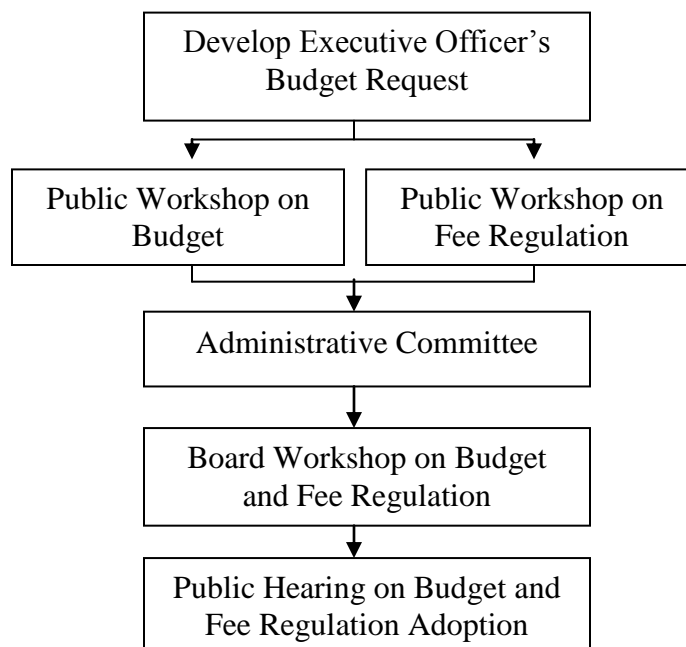 Develop Executive Officer’s
Budget Request
Public Workshop on
Budget
Public Workshop on
Fee Regulation
Administrative Committee
Board Workshop on Budget
and Fee Regulation
Public Hearing on Budget and
Fee Regulation Adoption